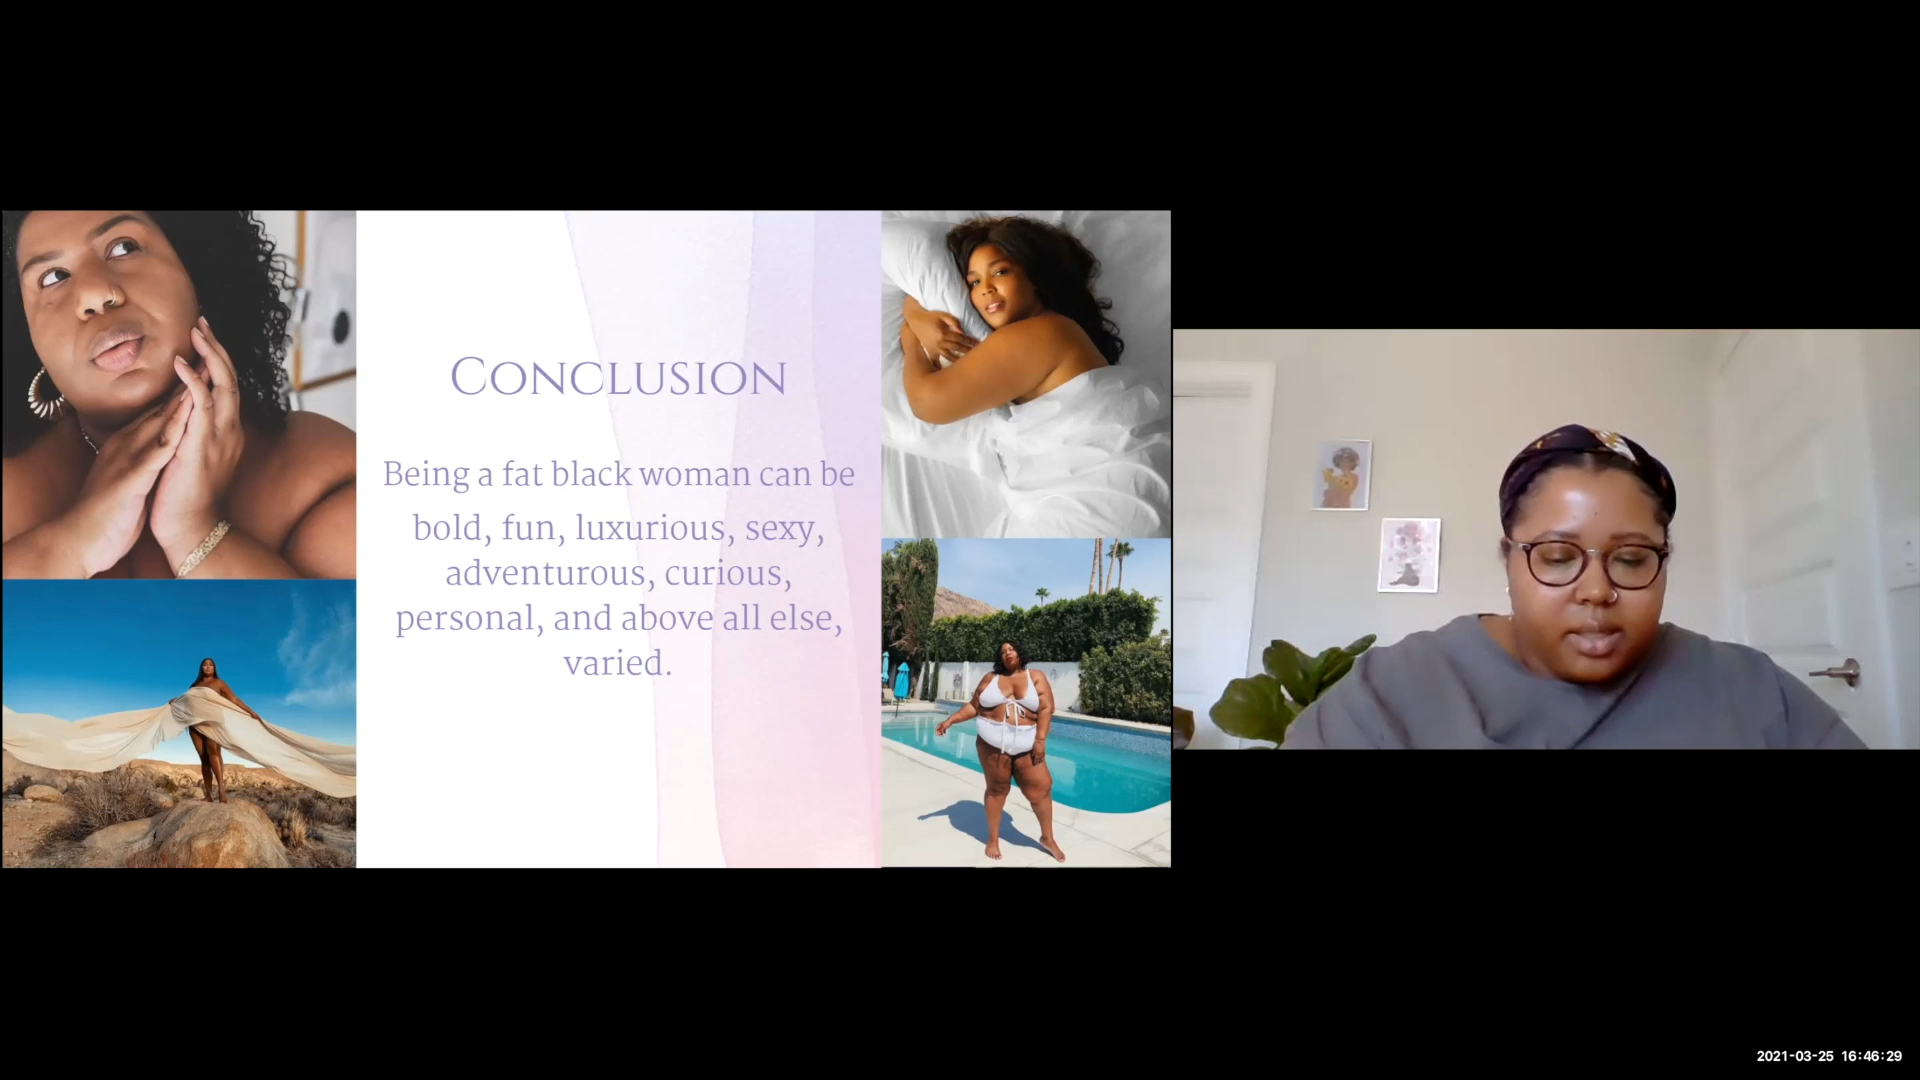 CONCLUSION
Being a fat black woman can be
bold, fun, luxurious, sexy,
adventurous, curious,
personal, and above all else,
varied.
2021-03-25 16:46:29